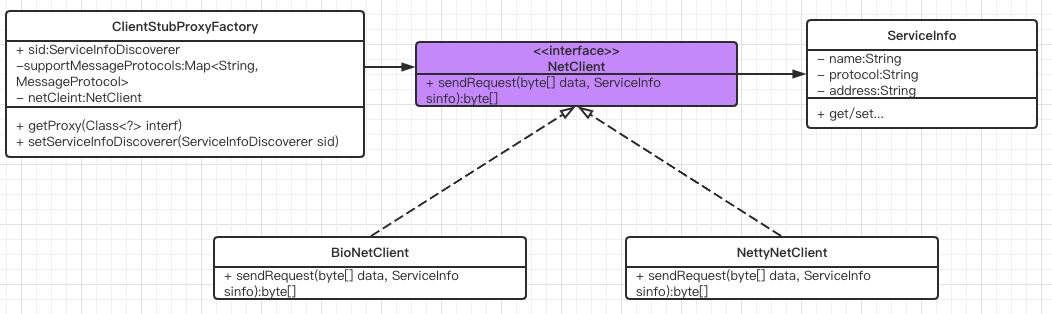 ClientStubProxyFactory
+ sid:ServiceInfoDiscoverer
−supportMessageProtocols:Map<String,
MessageProtocol>
− netCleint:NetClient
+ getProxy(Class<?> interf)
+ setServiceInfoDiscoverer(ServiceInfoDiscover sid)
<<interface>>
NetClient
+ sendRequest(byte[] data, ServiceInfo
sinfo):byte[]
ServiceInfo
− name:String
− protocol:String
− address:String
+ get/set...
BioNetClient
+ sendRequest(byte[] data, ServiceInfo
sinfo):byte[]
NettyNetClient
+ sendRequest(byte[] data, ServiceInfo
sinfo):byte[]